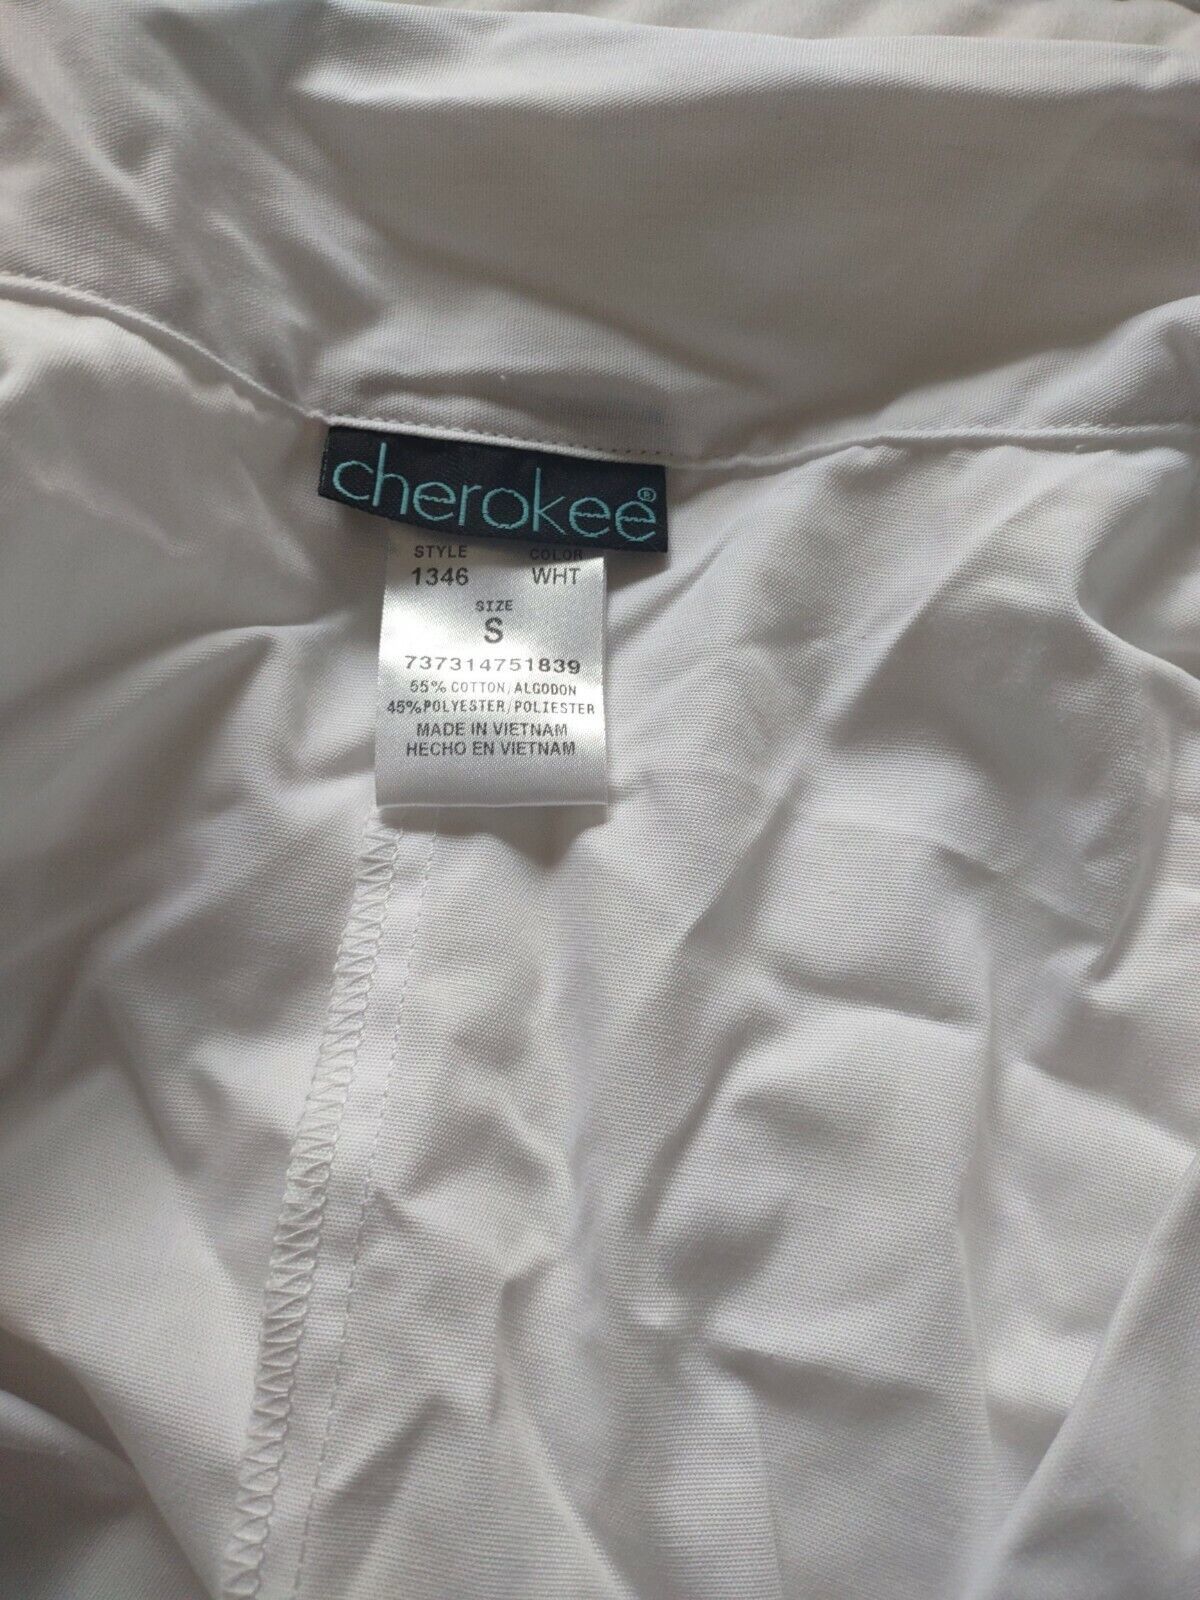 cherokee®
STYLE COLOR
1346 WHT
SIZE
S
737314751839
55% COTTON/ALGODON
45%POLYESTER/POLIESTER
MADE IN VIETNAM
HECHO EN VIETNAM